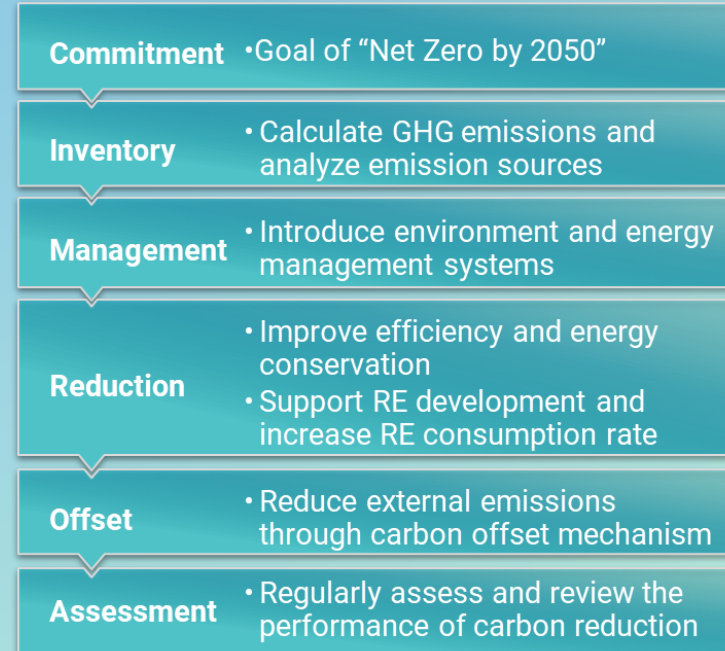 Commitment •Goal of “Net Zero by 2050”
Inventory
• Calculate GHG emissions and
analyze emission sources
Management
• Introduce environment and energy
management systems
Reduction
• Improve efficiency and energy
conservation
• Support RE development and
increase RE consumption rate
Offset
• Reduce external emissions
through carbon offset mechanism
Assessment
• Regularly assess and review the
performance of carbon reduction